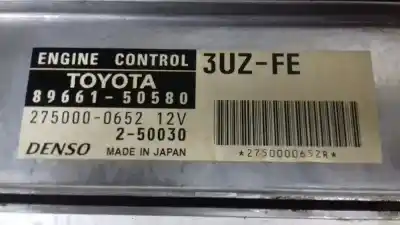 ENGINE CONTROL 3UZ-FE
TOYOTA
89661-50580
275000-0652 12V
2-50030
DENSO MADE IN JAPAN
*2750000652R*